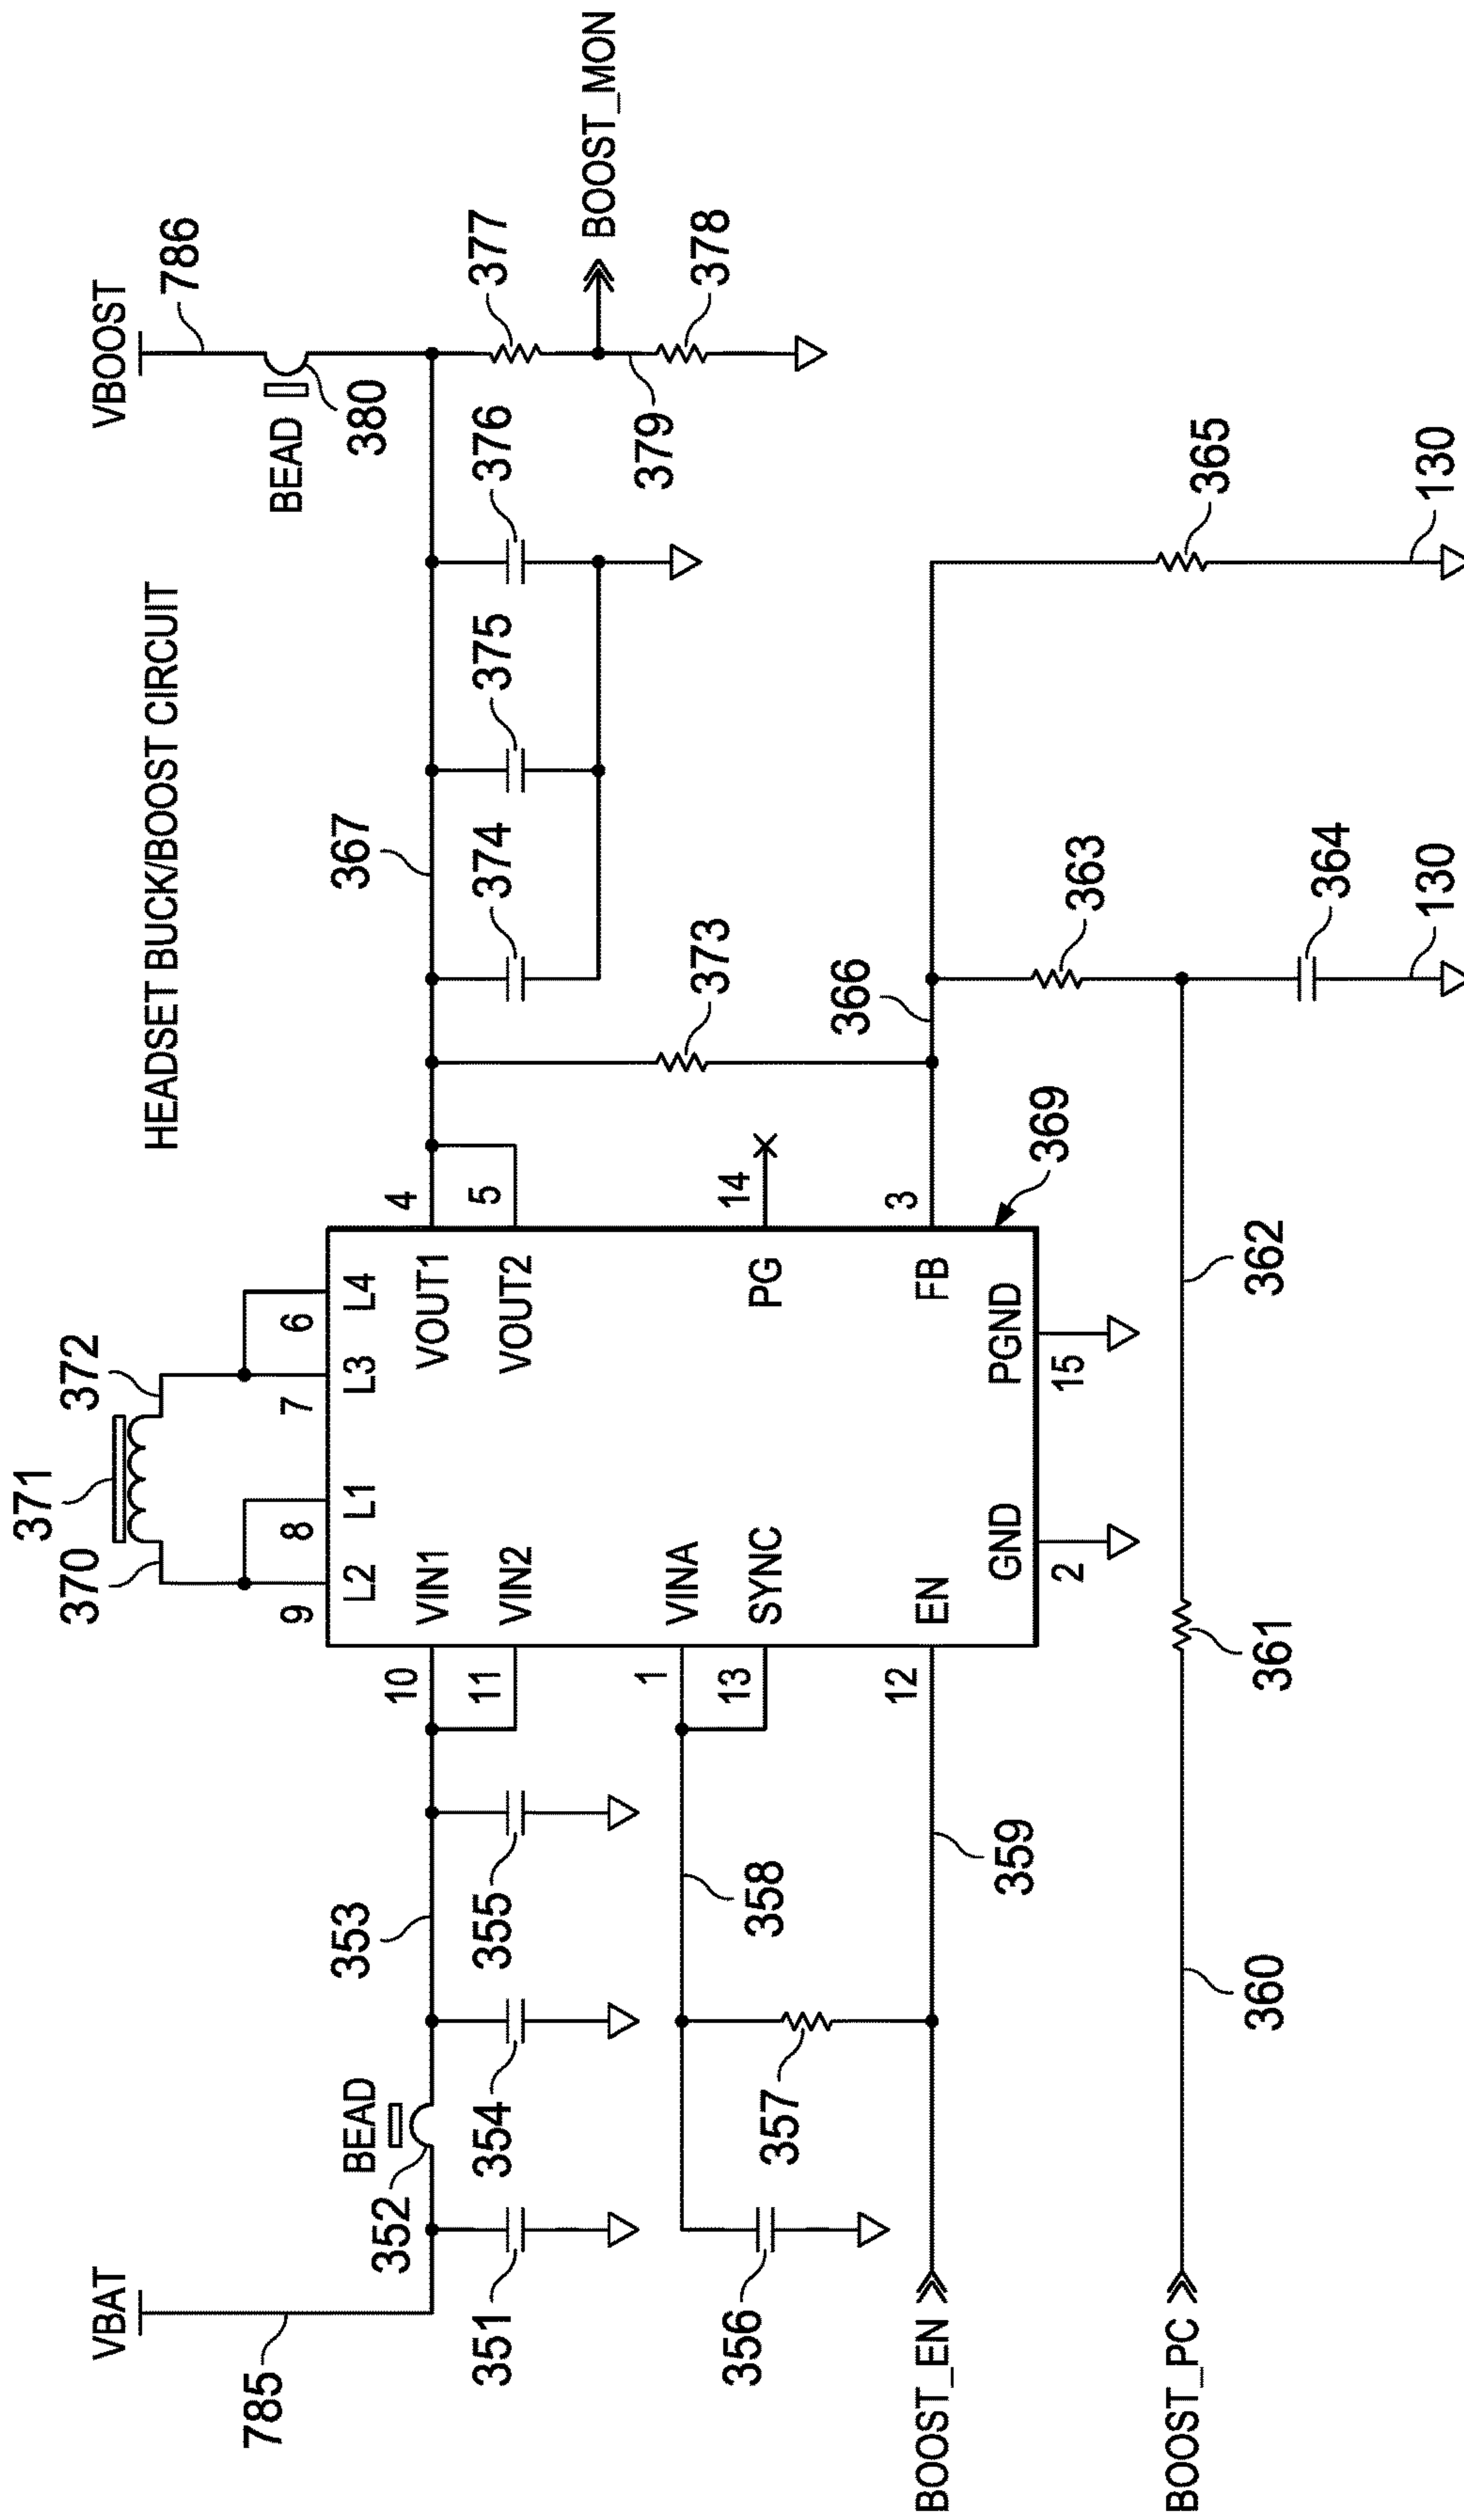 HEADSET BUCK/BOOST CIRCUIT
VBAT
785
BEAD
352
353
351
354
355
356
357
358
BOOST_EN
359
BOOST_PC
360
361
362
371
370
372
9
8
7
6
L2
L1
L3
L4
10
VIN1
11
VIN2
1
VINA
13
SYNC
12
EN
VOUT1
4
VOUT2
5
PG
14
FB
3
GND
2
PGND
15
369
367
373
374
375
376
366
363
364
130
365
130
VBOOST
786
BEAD
380
377
BOOST_MON
379
378